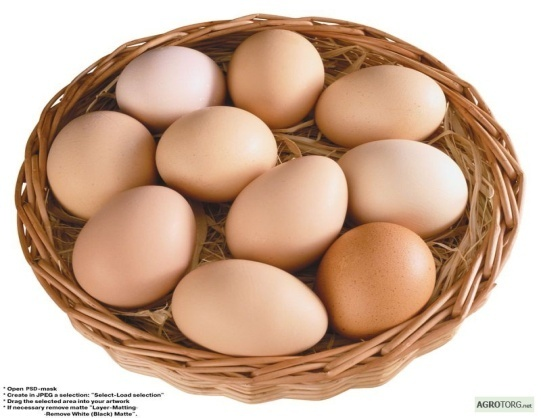 * Open PSD-mask
* Create in JPEG a selection: "Select-Load selection"
* Drag the selected area into your artwork
* If necessary remove matte "Layer-Matting-
-Remove White (Black) Matte".
AGROTORG.net